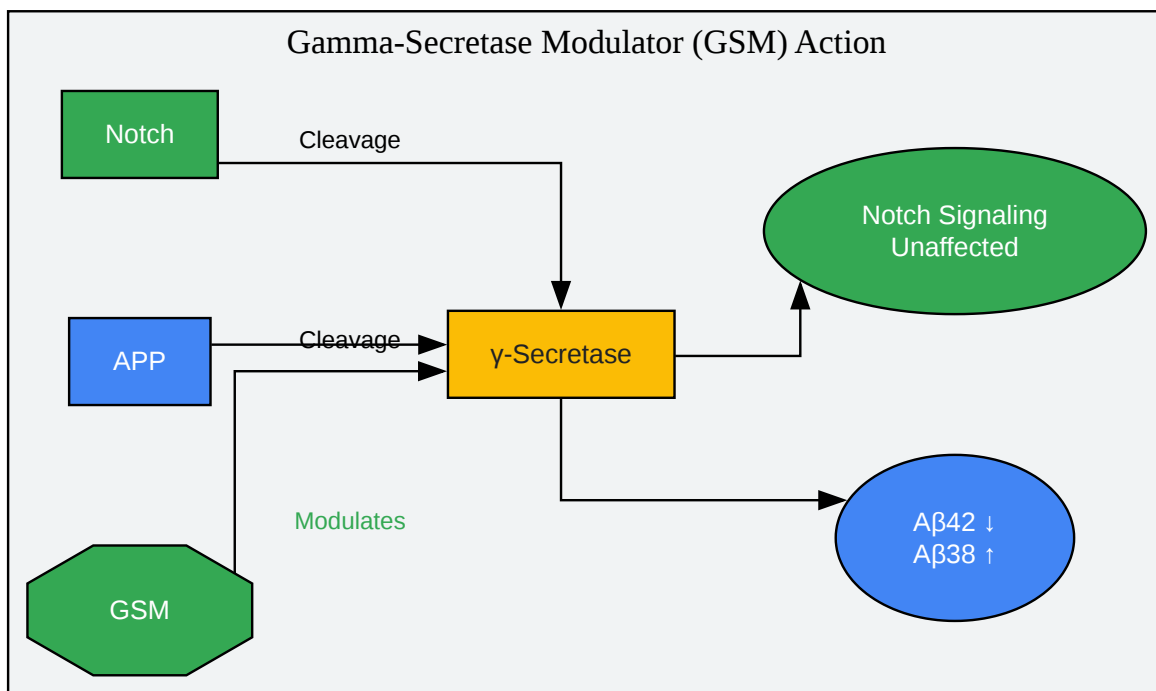 Gamma-Secretase Modulator (GSM) Action
Notch
Cleavage
Notch Signaling
Unaffected
APP
Cleavage
γ-Secretase
Modulates
Aβ42 ↓
Aβ38 ↑
GSM